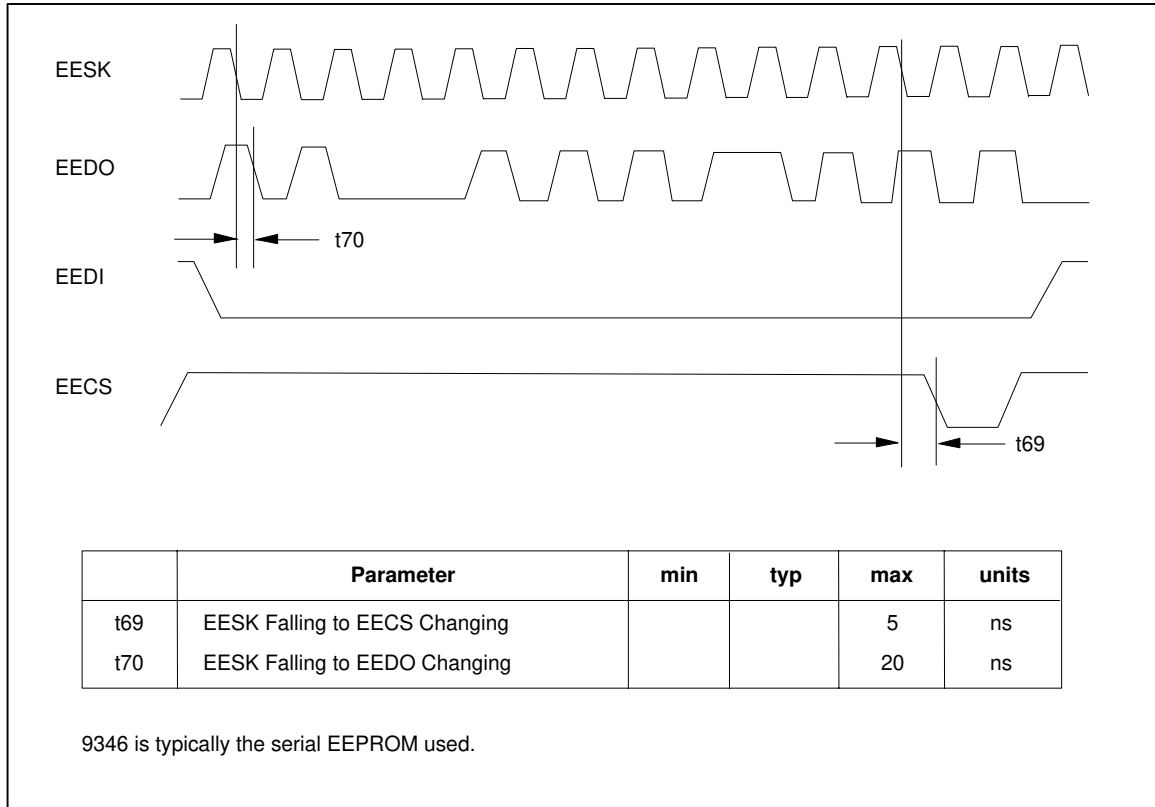 EESK
EEDO
t70
EEDI
EECS
t69
Parameter min typ max units
t69 EESK Falling to EECS Changing 5 ns
t70 EESK Falling to EEDO Changing 20 ns
9346 is typically the serial EEPROM used.